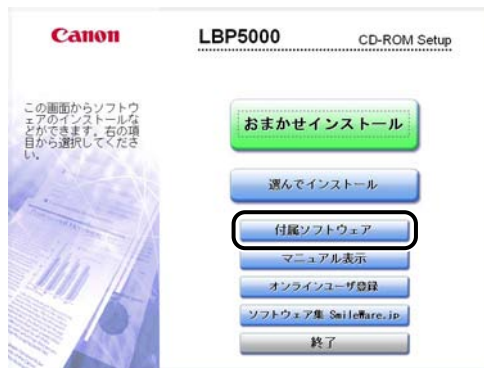 Canon
LBP5000 CD-ROM Setup
この画面からソフトウ
ェアのインストールな
どができます。右の項
目から選択してくださ
い。
おまかせインストール
選んでインストール
付属ソフトウェア
マニュアル表示
オンラインユーザ登録
ソフトウェア集 SmileWare.jp
終了